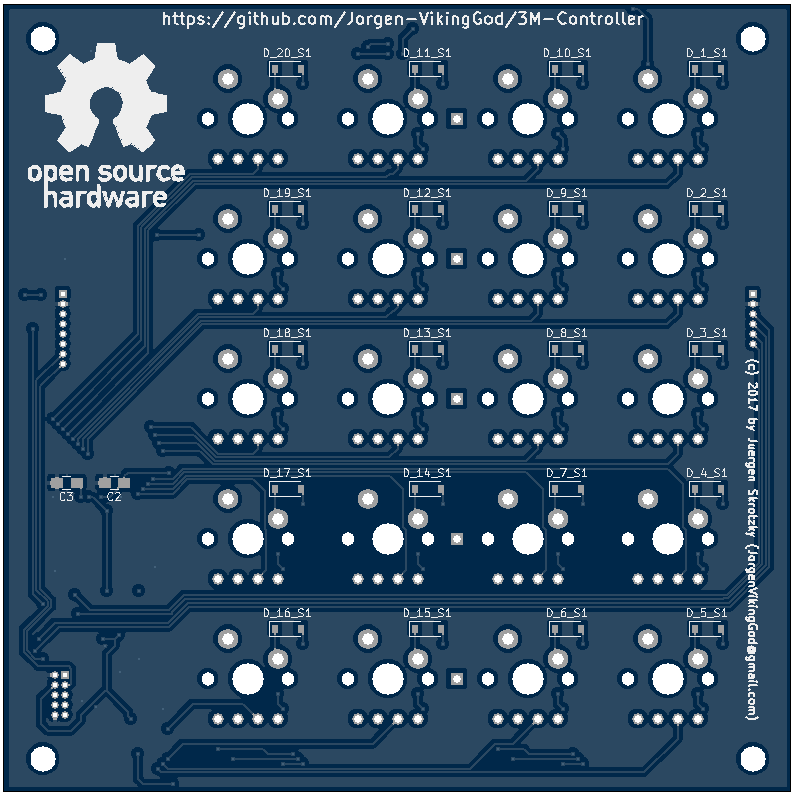 https://github.com/Jorgen-VikingGod/3M-Controller
D_20_S1
D_11_S1
D_10_S1
D_1_S1
open source
hardware
D_19_S1
D_12_S1
D_9_S1
D_2_S1
D_18_S1
D_13_S1
D_8_S1
D_3_S1
(c) 2017 by Juergen Skrotzky (JorgenVikingGod@gmail.com)
D_17_S1
D_14_S1
D_7_S1
D_4_S1
C3
C2
D_16_S1
D_15_S1
D_6_S1
D_5_S1